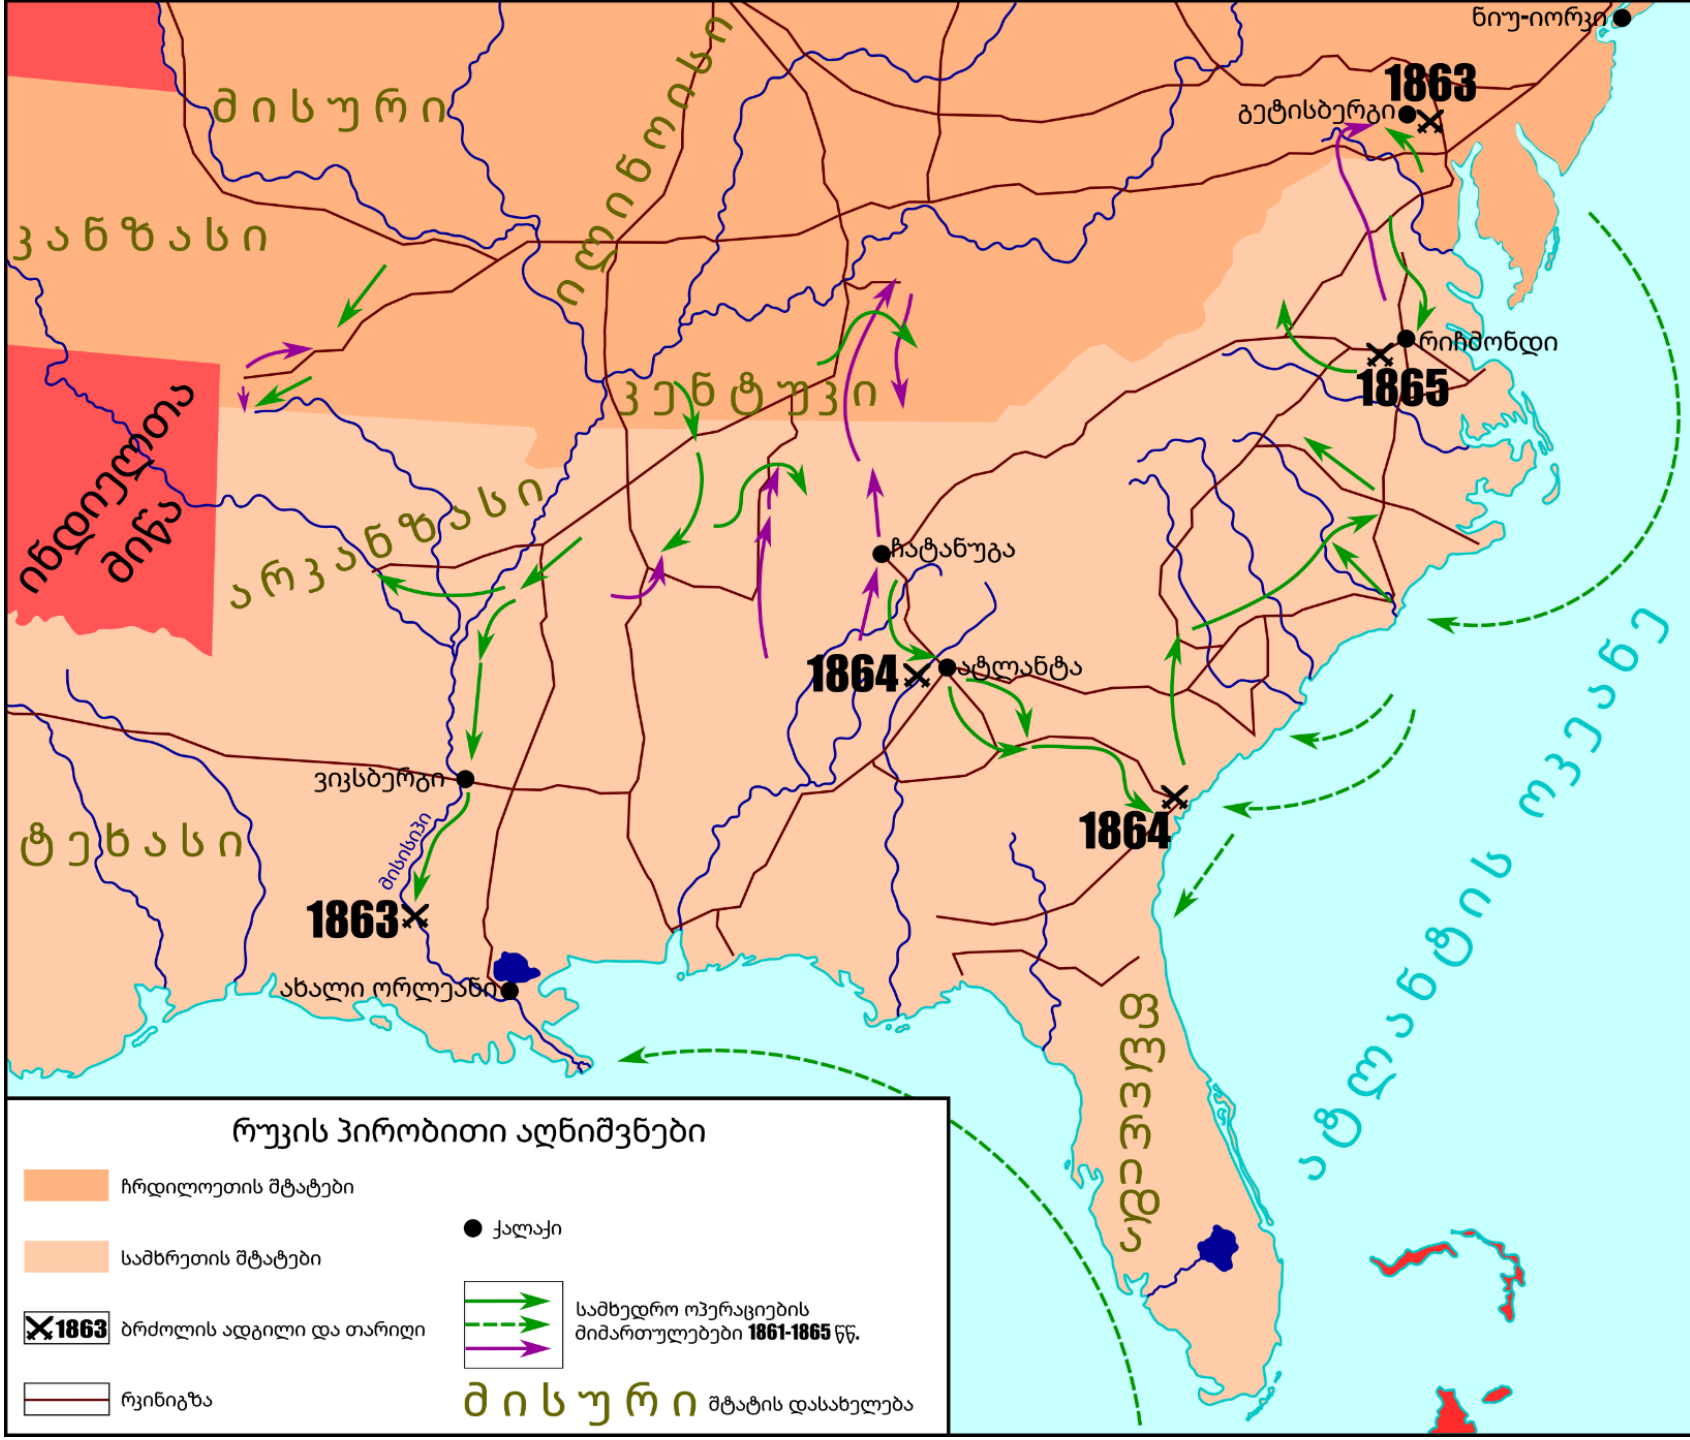 ნიუ-იორკი
1863
გეტისბერგი
მისური
ილინოისი
კანზასი
რიჩმონდი
1865
კენტუკი
ინდიელთა
მიწა
არკანზასი
ჩატანუგა
1864
ატლანტა
ვიკსბერგი
1864
ტეხასი
მისისიპი
1863
ახალი ორლეანი
ატლანტის ოკეანე
ფლორიდა
რუკის პირობითი აღნიშვნები
ჩრდილოეთის შტატები
სამხრეთის შტატები
1863 ბრძოლის ადგილი და თარიღი
რკინიგზა
ქალაქი
სამხედრო ოპერაციების
მიმართულებები 1861-1865 წწ.
მისური შტატის დასახელება